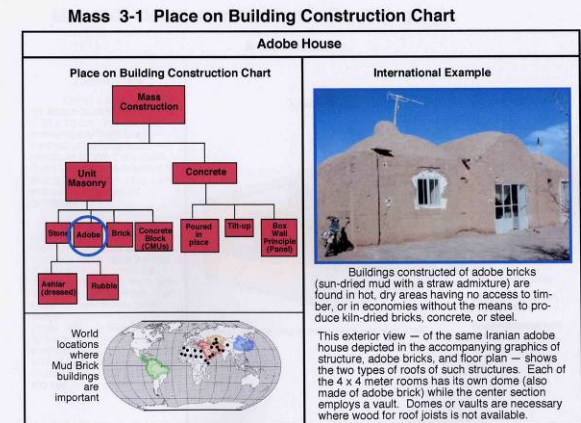 Mass 3-1 Place on Building Construction Chart
Adobe House
Place on Building Construction Chart
Mass
Construction
Unit
Masonry
Concrete
Stone
Adobe
Brick
Concrete
Block
(CMUs)
Poured
in
place
Tilt-up
Box
Wall
Principle
(Panel)
Ashlar
(dressed)
Rubble
World
locations
where
Mud Brick
buildings
are
important
International Example
Buildings constructed of adobe bricks
(sun-dried mud with a straw admixture) are
found in hot, dry areas having no access to tim-
ber, or in economies without the means to pro-
duce kiln-dried bricks, concrete, or steel.
This exterior view — of the same Iranian adobe
house depicted in the accompanying graphics of
structure, adobe bricks, and floor plan — shows
the two types of roofs of such structures. Each of
the 4 x 4 meter rooms has its own dome (also
made of adobe brick) while the center section
employs a vault. Domes or vaults are necessary
where wood for roof joists is not available.